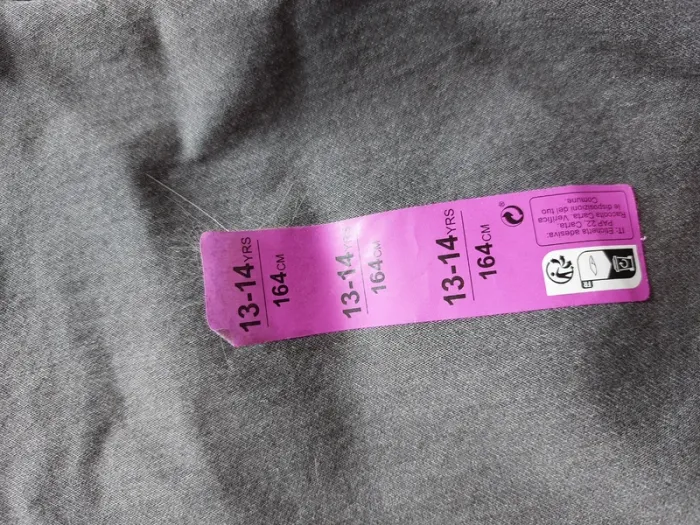 13-14YRS
164CM
13-14YRS
164CM
13-14YRS
164CM
®
IT: Etichetta adesiva:
PAP 22. Carta.
Raccolta Carta. Verifica
le disposizioni del tuo
Comune.